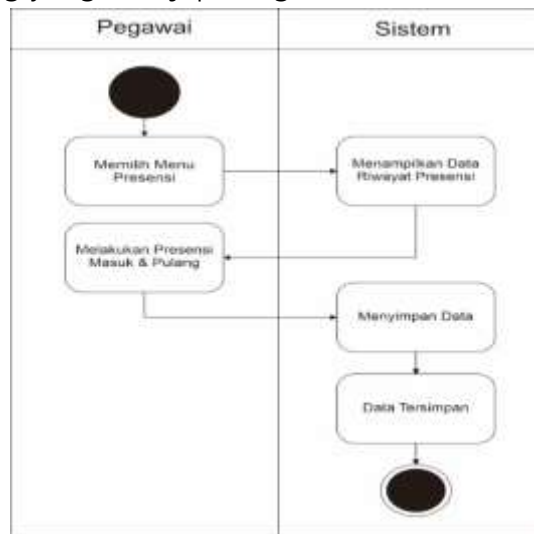 Pegawai
Sistem
Memilih Menu
Presensi
Menampilkan Data
Riwayat Presensi
Melakukan Presensi
Masuk & Pulang
Menyimpan Data
Data Tersimpan